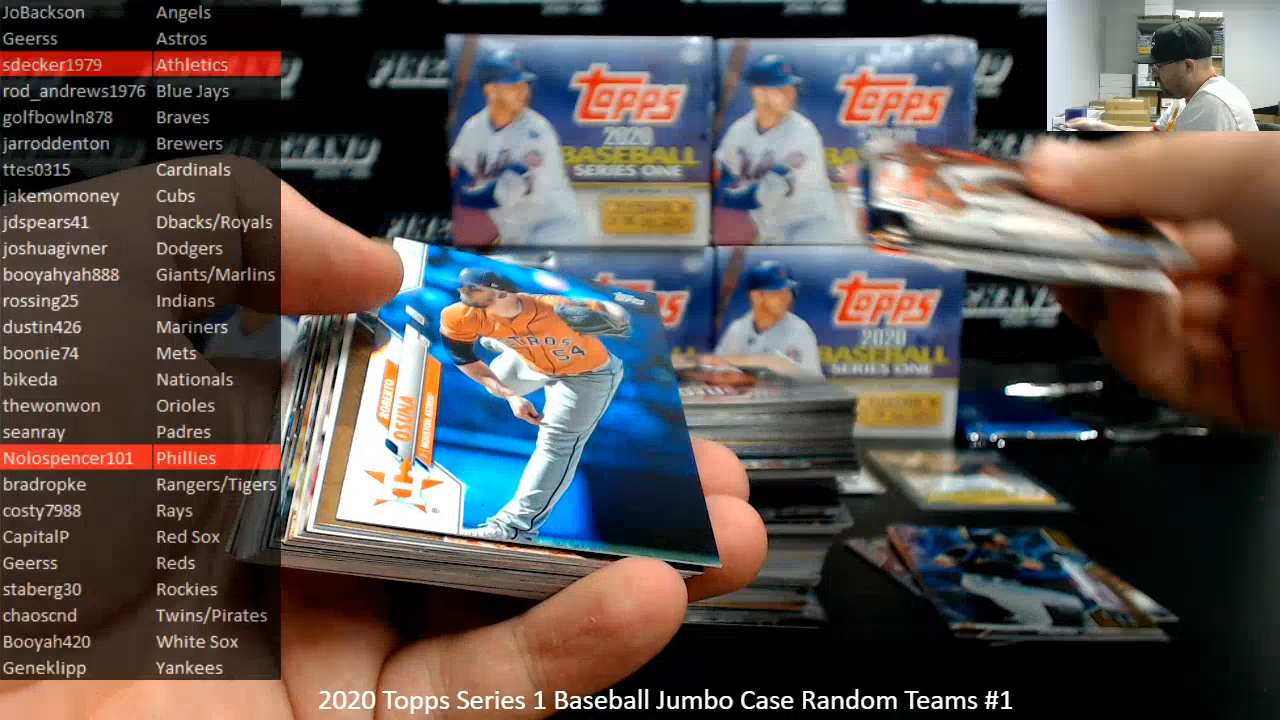 JoBackson Angels
Geerss Astros
sdecker1979 Athletics
rod_andrews1976 Blue Jays
golfbowln878 Braves
jarroddenton Brewers
ttes0315 Cardinals
jakemomoney Cubs
jdspears41 Dbacks/Royals
joshuagivner Dodgers
booyahyah888 Giants/Marlins
rossing25 Indians
dustin426 Mariners
boonie74 Mets
bikeda Nationals
thewonwon Orioles
seanray Padres
Nolospencer101 Phillies
bradropke Rangers/Tigers
costy7988 Rays
CapitalP Red Sox
Geerss Reds
staberg30 Rockies
chaoscnd Twins/Pirates
Booyah420 White Sox
Geneklipp Yankees
Topps
2020
BASEBALL
SERIES ONE
Topps
Topps
2020
BASEBALL
SERIES ONE
ROBERTO
OSUNA
HOUSTON ASTROS
54
2020 Topps Series 1 Baseball Jumbo Case Random Teams #1